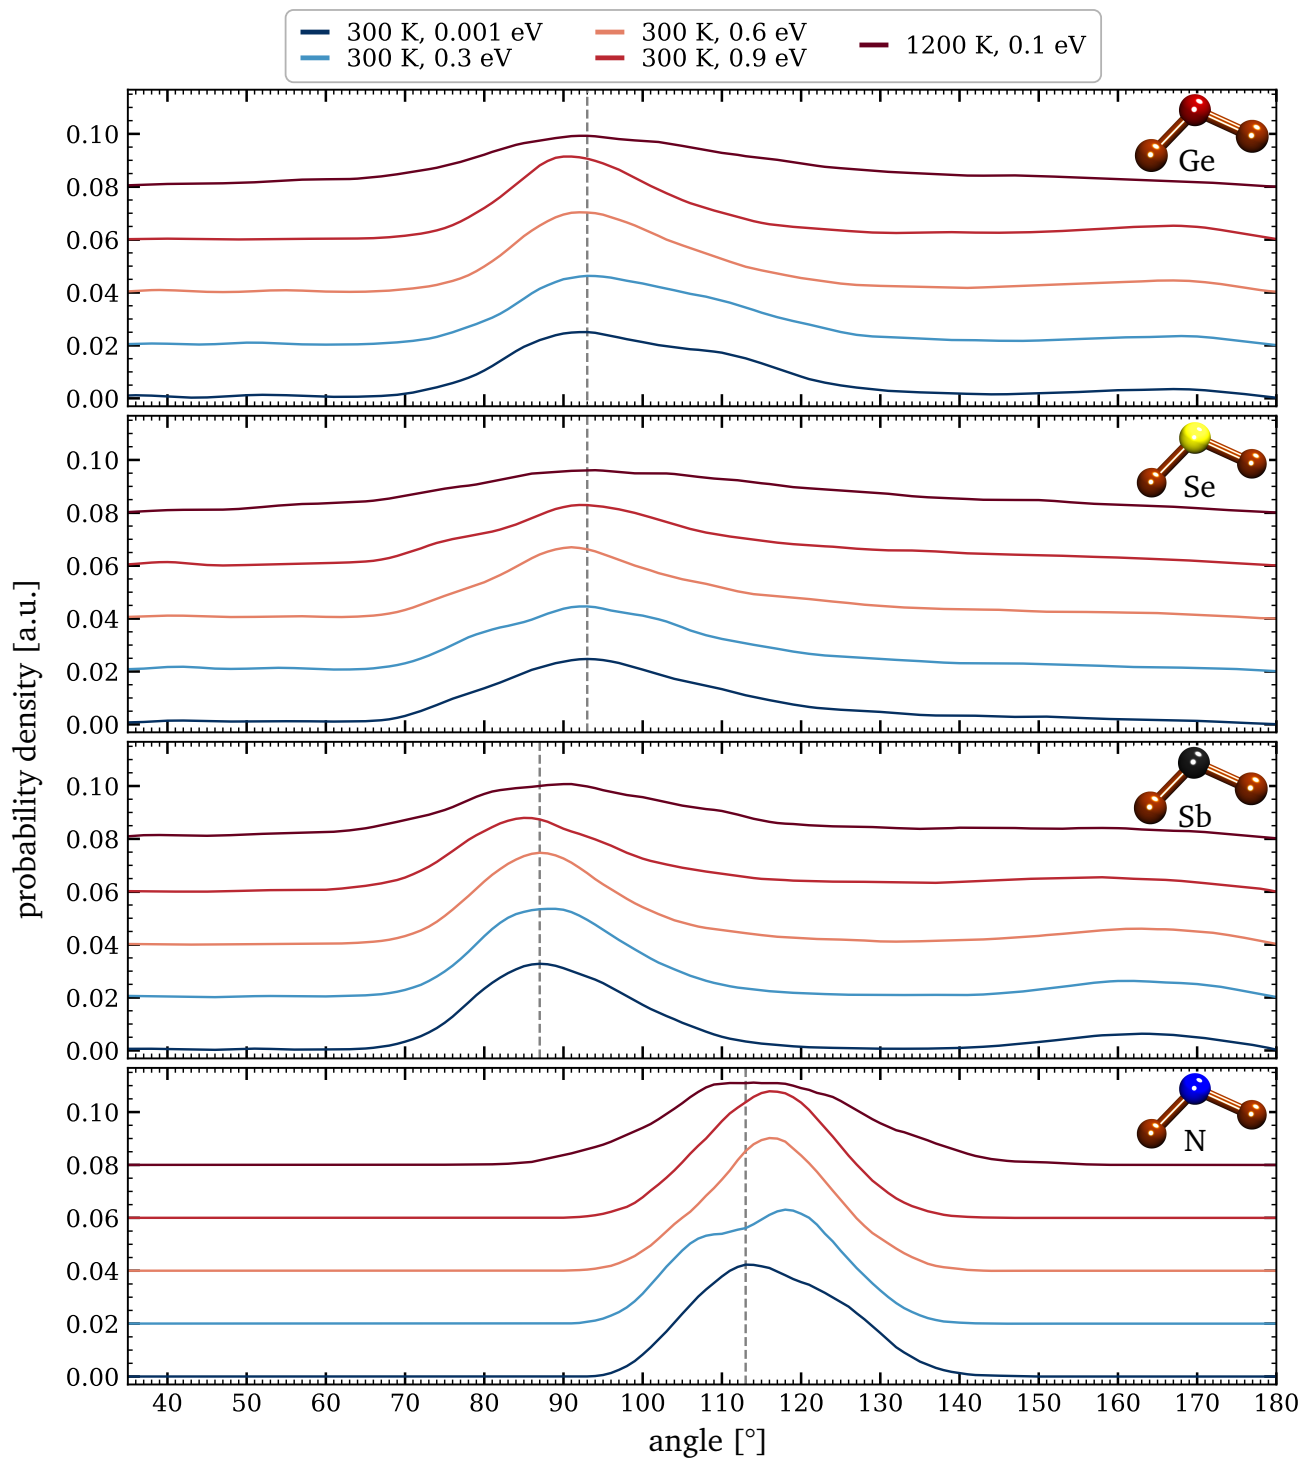 300 K, 0.001 eV
300 K, 0.3 eV
300 K, 0.6 eV
300 K, 0.9 eV
1200 K, 0.1 eV
0.10
0.08
0.06
0.04
0.02
0.00
Ge
0.10
0.08
0.06
0.04
0.02
0.00
Se
0.10
0.08
0.06
0.04
0.02
0.00
Sb
0.10
0.08
0.06
0.04
0.02
0.00
N
probability density [a.u.]
40 50 60 70 80 90 100 110 120 130 140 150 160 170 180
angle [°]